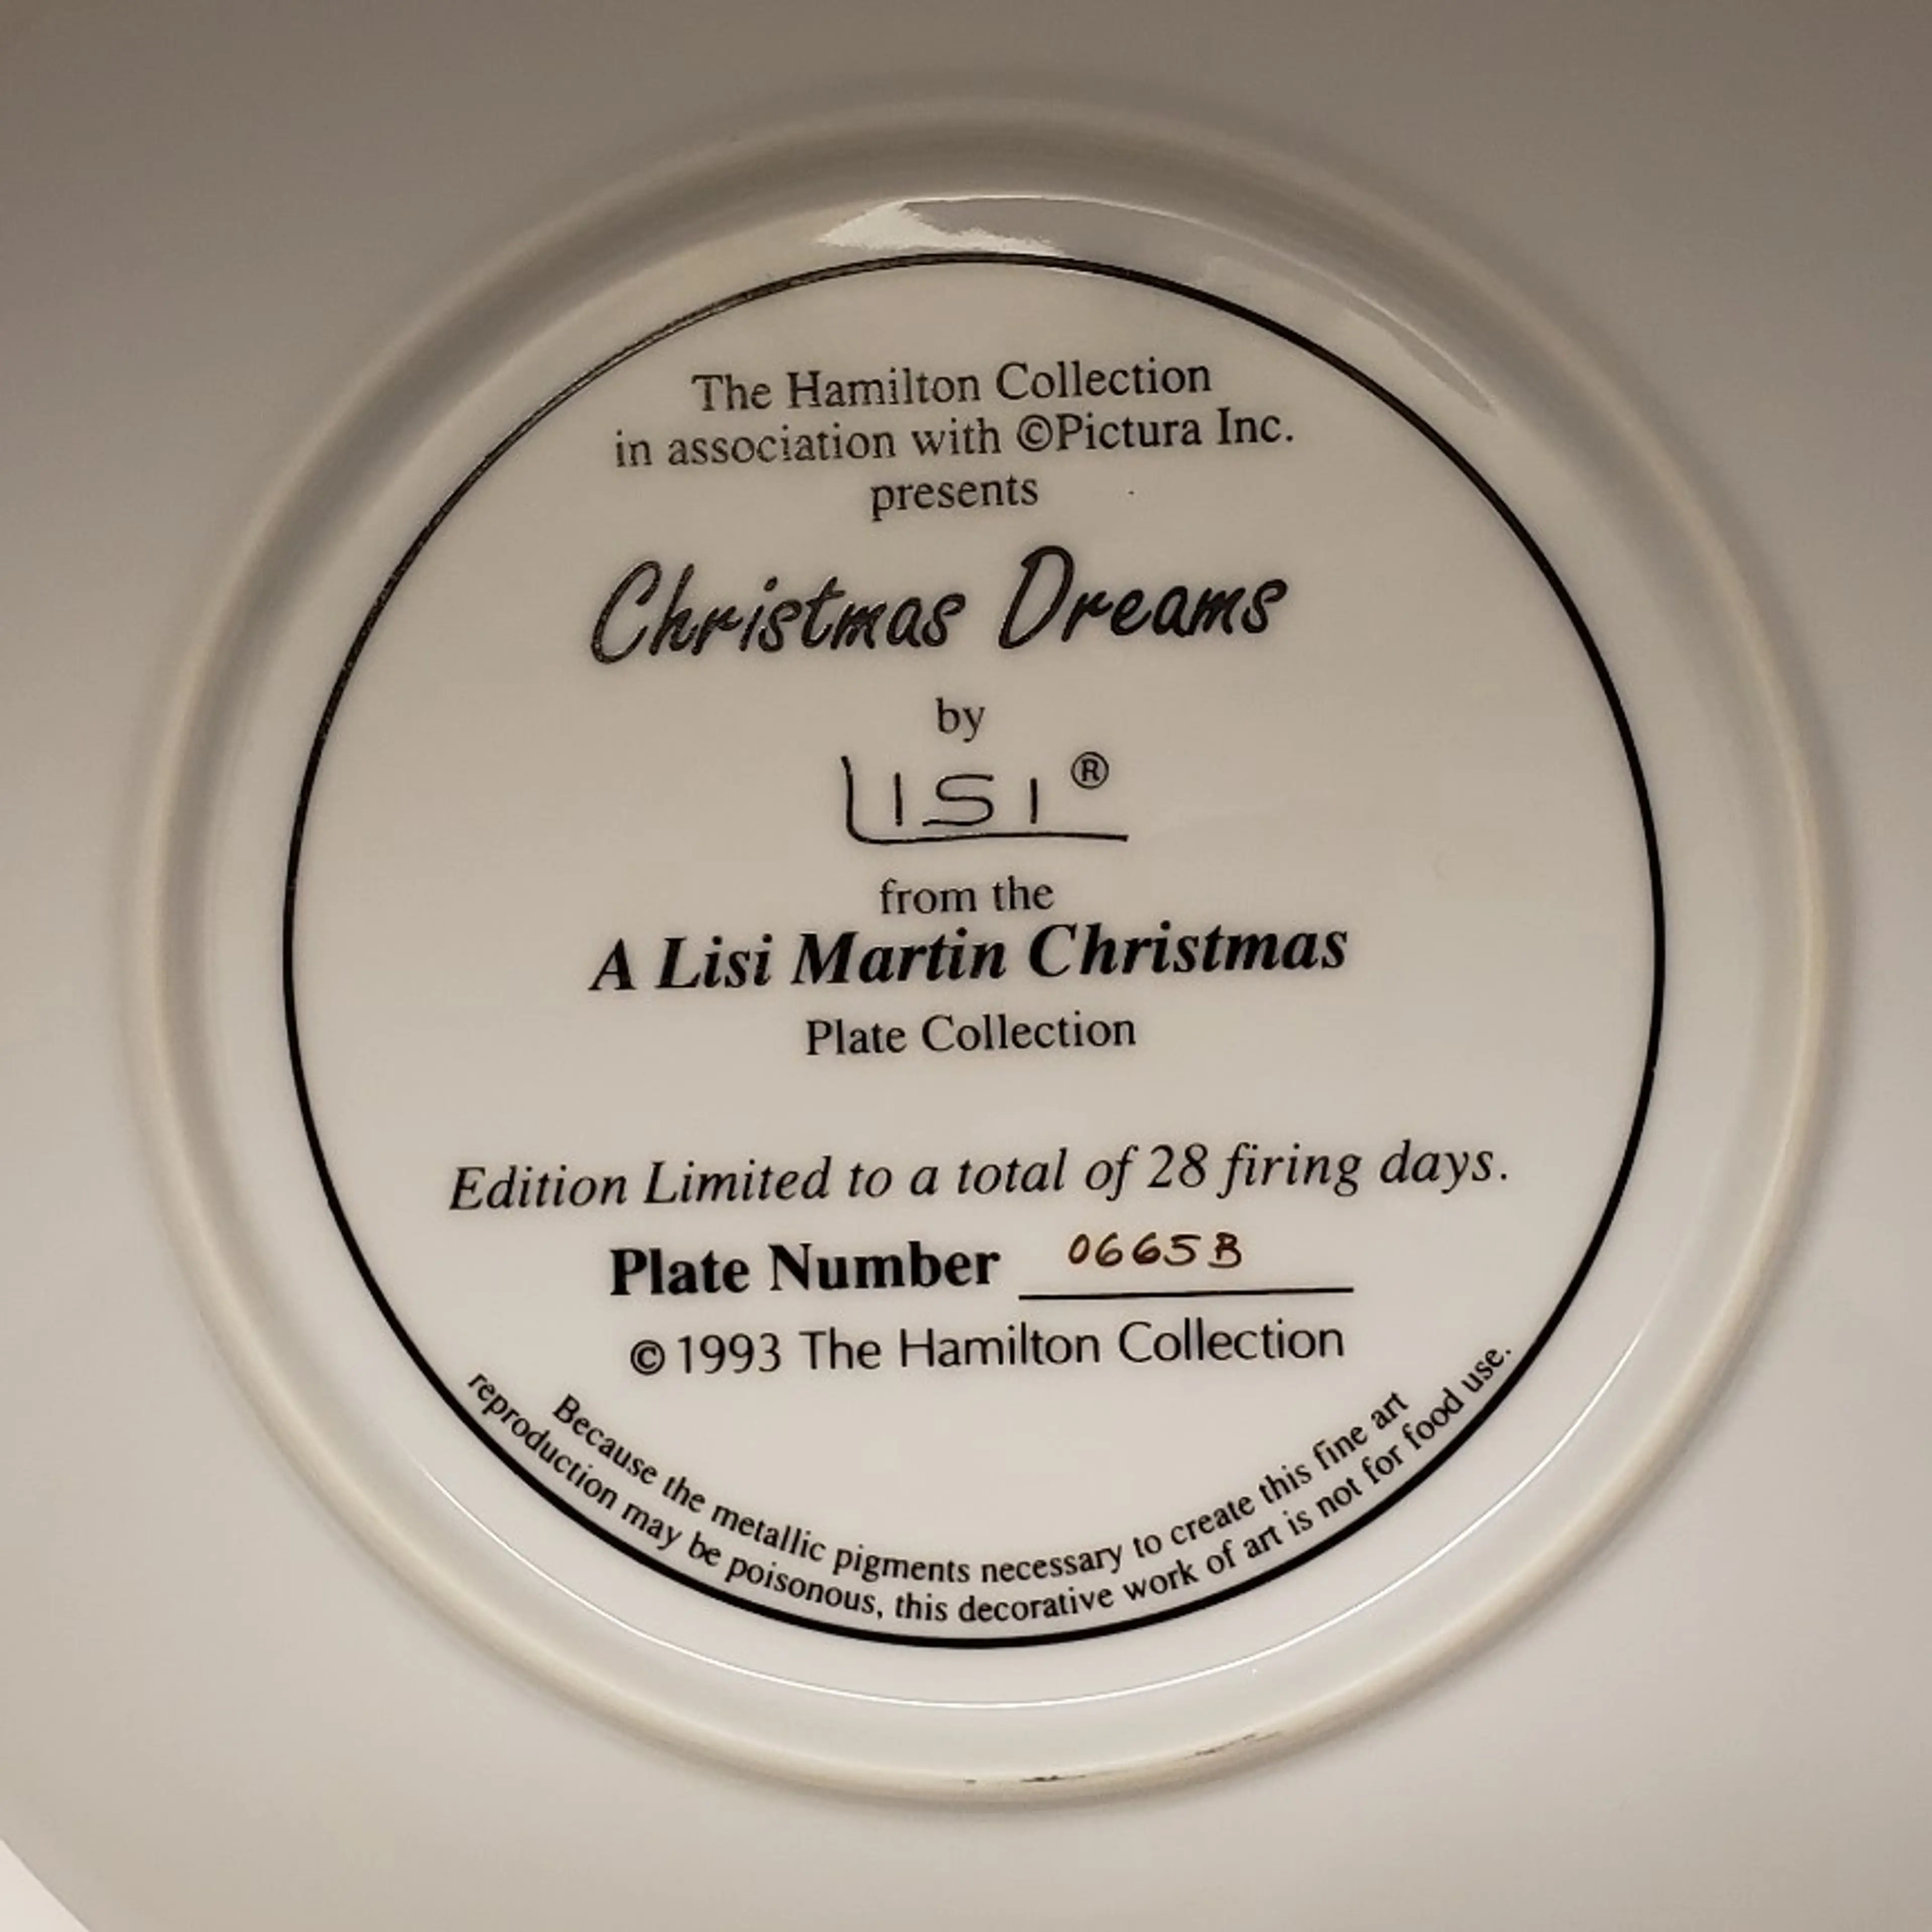 The Hamilton Collection
in association with ©Pictura Inc.
presents
Christmas Dreams
by
LISI®
from the
A Lisi Martin Christmas
Plate Collection
Edition Limited to a total of 28 firing days.
Plate Number 0665B
©1993 The Hamilton Collection
Because the metallic pigments necessary to create this fine art
reproduction may be poisonous, this decorative work of art is not for food use.